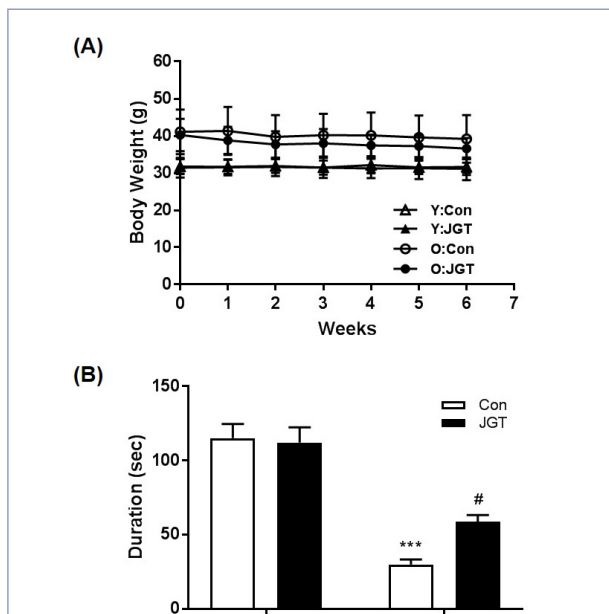 (A)
60
50
40
30
20
10
0
Body Weight (g)
Y:Con
Y:JGT
O:Con
O:JGT
0 1 2 3 4 5 6 7
Weeks
(B)
150
100
50
0
Duration (sec)
Con
JGT
***
#